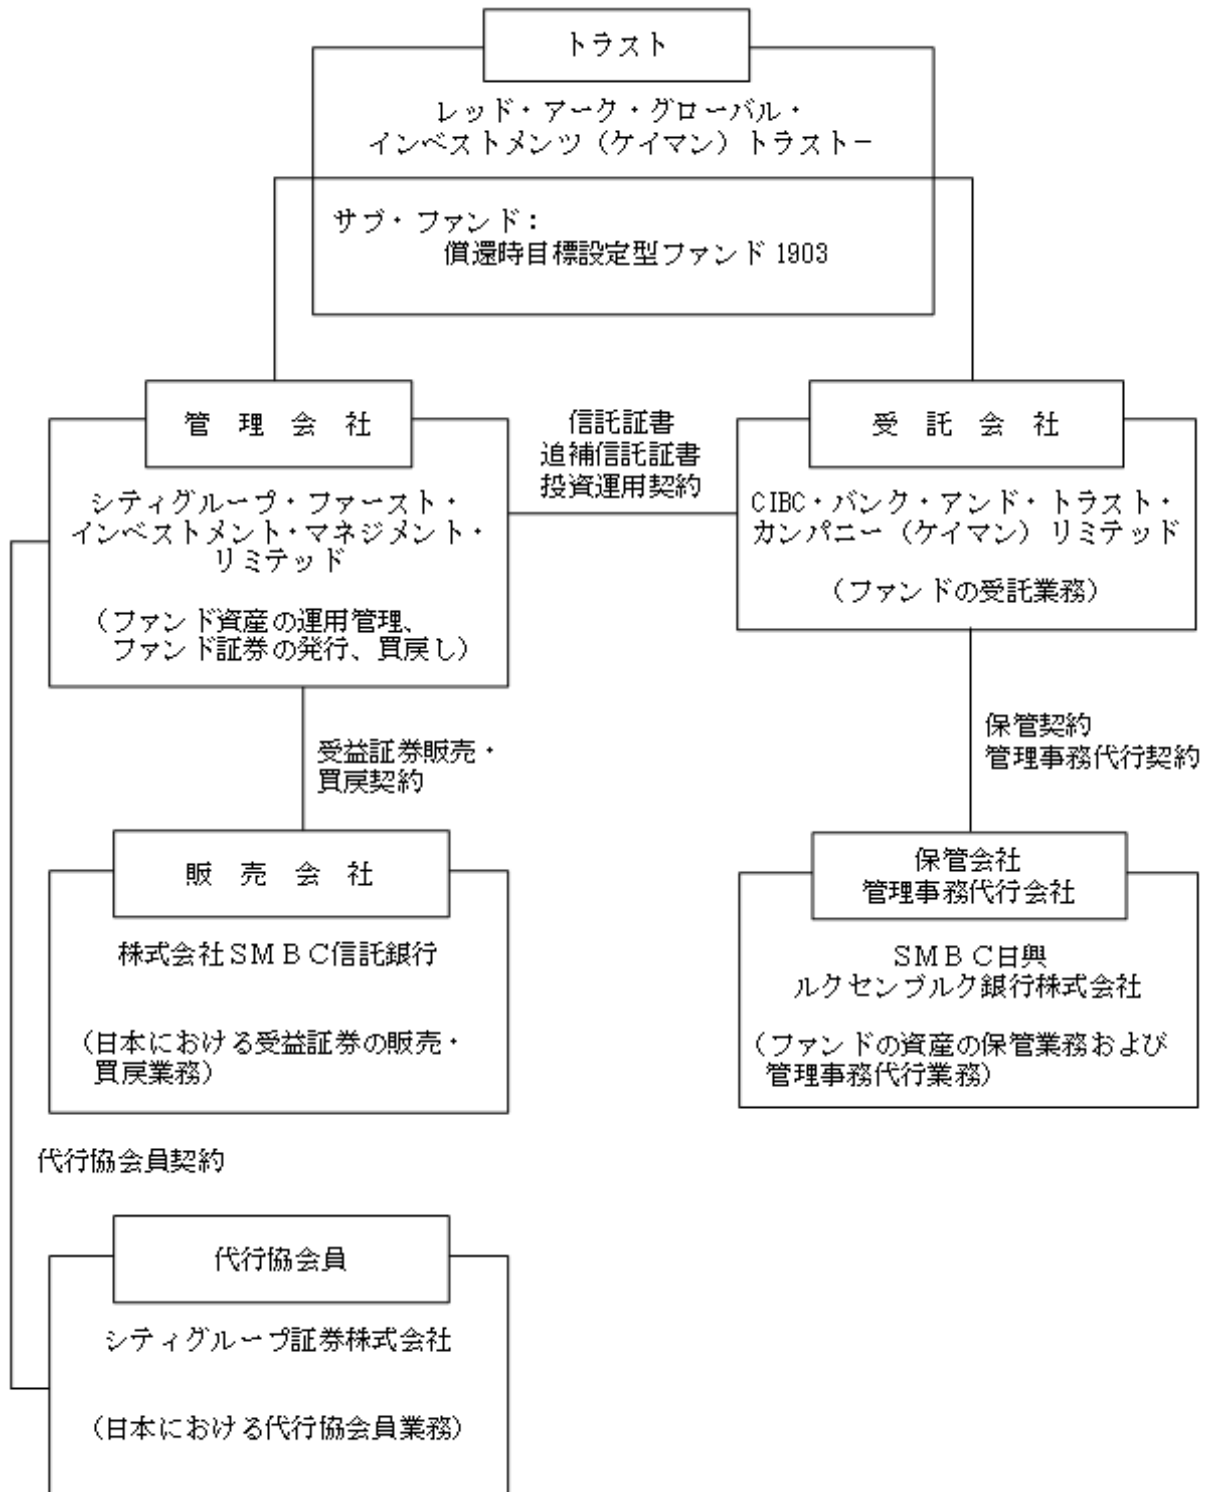 トラスト
レッド・アーク・グローバル・
インベストメンツ（ケイマン）トラスト－
サブ・ファンド：
償還時目標設定型ファンド 1903
管　理　会　社
シティグループ・ファースト・
インベストメント・マネジメント・
リミテッド
（ファンド資産の運用管理、
ファンド証券の発行、買戻し）
信託証書
追補信託証書
投資運用契約
受　託　会　社
CIBC・バンク・アンド・トラスト・
カンパニー（ケイマン）リミテッド
（ファンドの受託業務）
受益証券販売・
買戻契約
保管契約
管理事務代行契約
販　売　会　社
株式会社ＳＭＢＣ信託銀行
（日本における受益証券の販売・
買戻業務）
保管会社
管理事務代行会社
ＳＭＢＣ日興
ルクセンブルク銀行株式会社
（ファンドの資産の保管業務および
管理事務代行業務）
代行協会員契約
代行協会員
シティグループ証券株式会社
（日本における代行協会員業務）